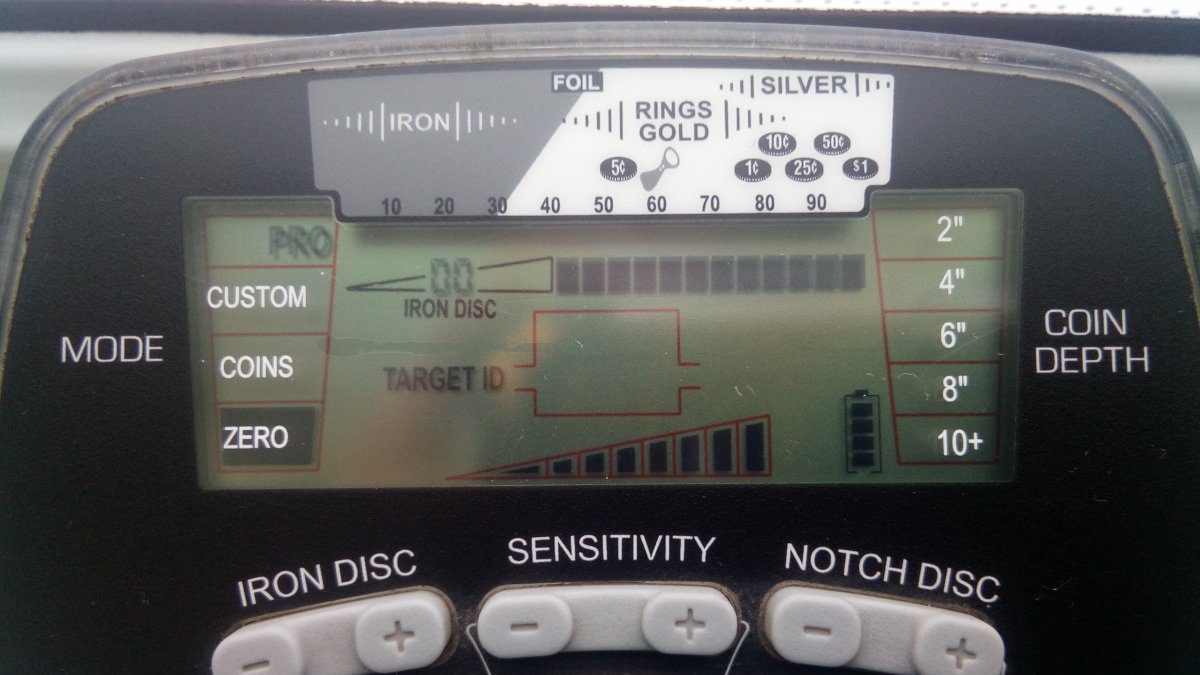 FOIL
SILVER
IRON
RINGS
GOLD
10¢ 50¢
5¢ 1¢ 25¢ $1
10 20 30 40 50 60 70 80 90
PRO
CUSTOM
COINS
ZERO
MODE
00
IRON DISC
TARGET ID
2"
4"
6"
8"
10+
COIN
DEPTH
IRON DISC
- +
SENSITIVITY
- +
NOTCH DISC
- +